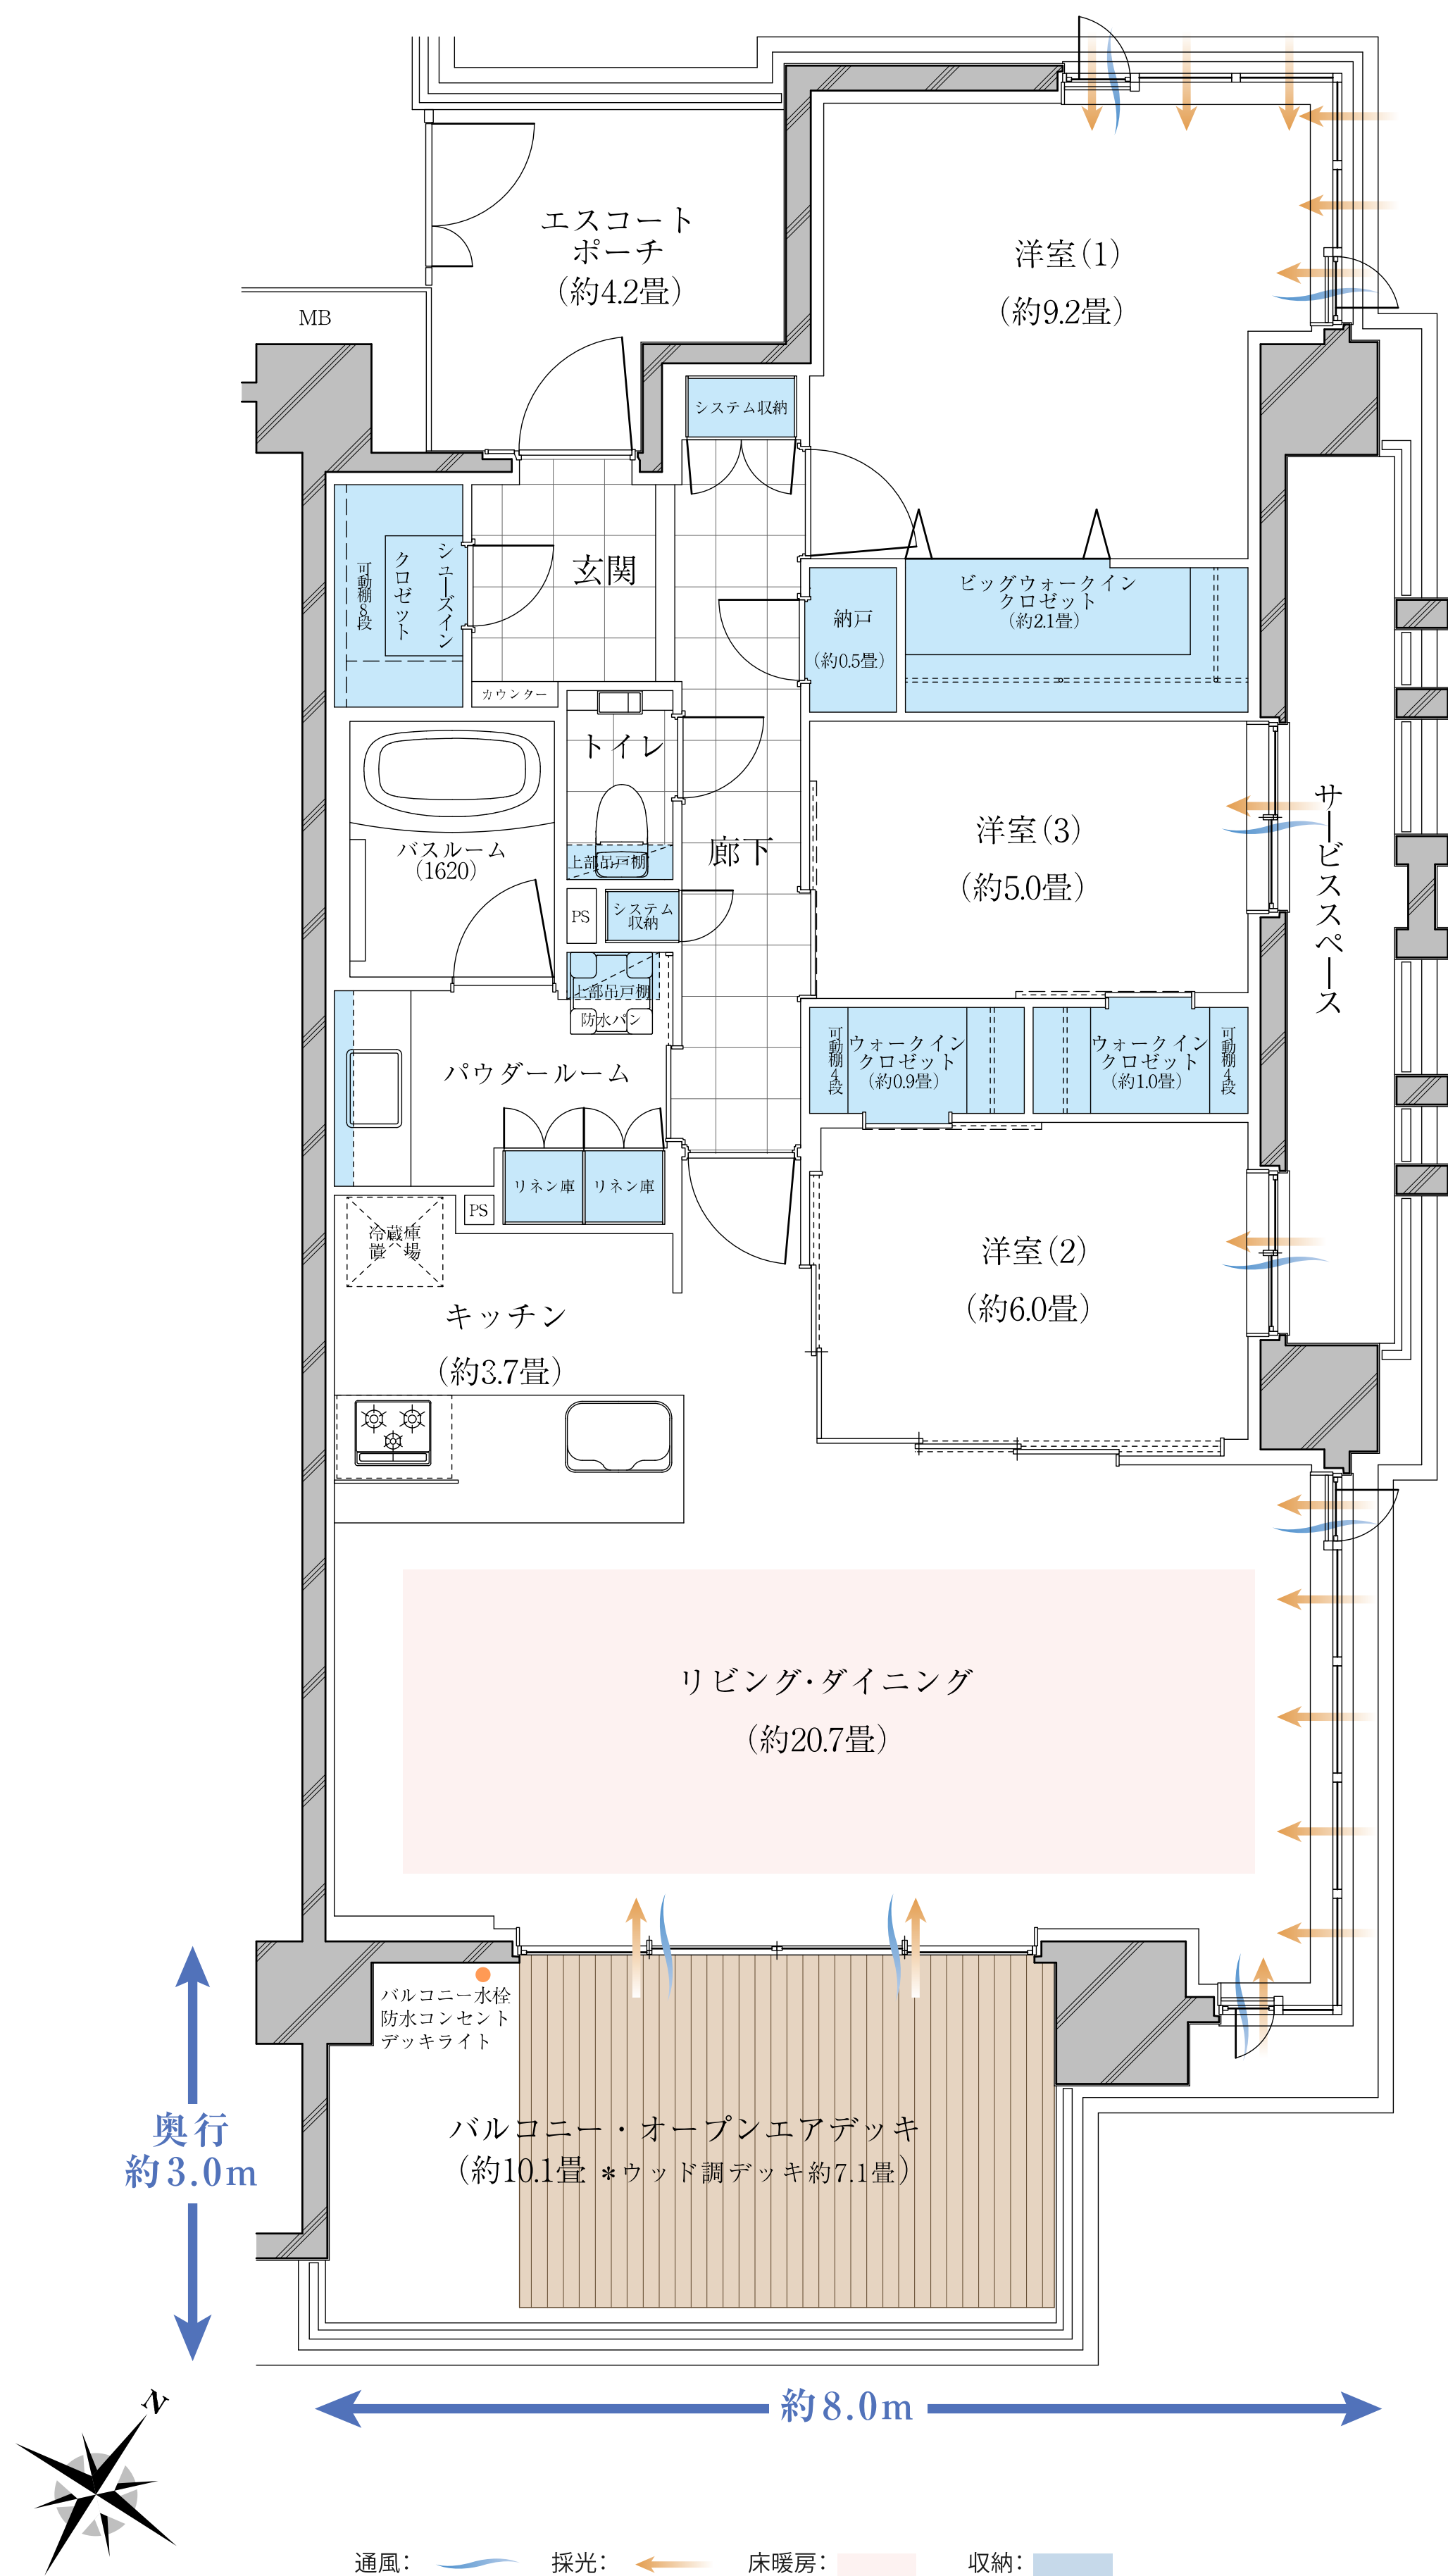 エスコート
ポーチ
(約4.2畳)
MB
洋室(1)
(約9.2畳)
システム収納
シューズイン
クロゼット
可動棚8段
玄関
カウンター
納戸
(約0.5畳)
ビッグウォークイン
クロゼット
(約2.1畳)
トイレ
上部吊戸棚
バスルーム
(1620)
廊下
洋室(3)
(約5.0畳)
サービススペース
PS
システム
収納
上部吊戸棚
防水パン
パウダールーム
可動棚4段
ウォークイン
クロゼット
(約0.9畳)
ウォークイン
クロゼット
(約1.0畳)
可動棚4段
リネン庫
リネン庫
PS
冷蔵庫
置場
キッチン
(約3.7畳)
洋室(2)
(約6.0畳)
リビング・ダイニング
(約20.7畳)
バルコニー水栓
防水コンセント
デッキライト
バルコニー・オープンエアデッキ
(約10.1畳 *ウッド調デッキ約7.1畳)
奥行
約3.0m
約8.0m
N
通風: 採光: 床暖房: 収納: